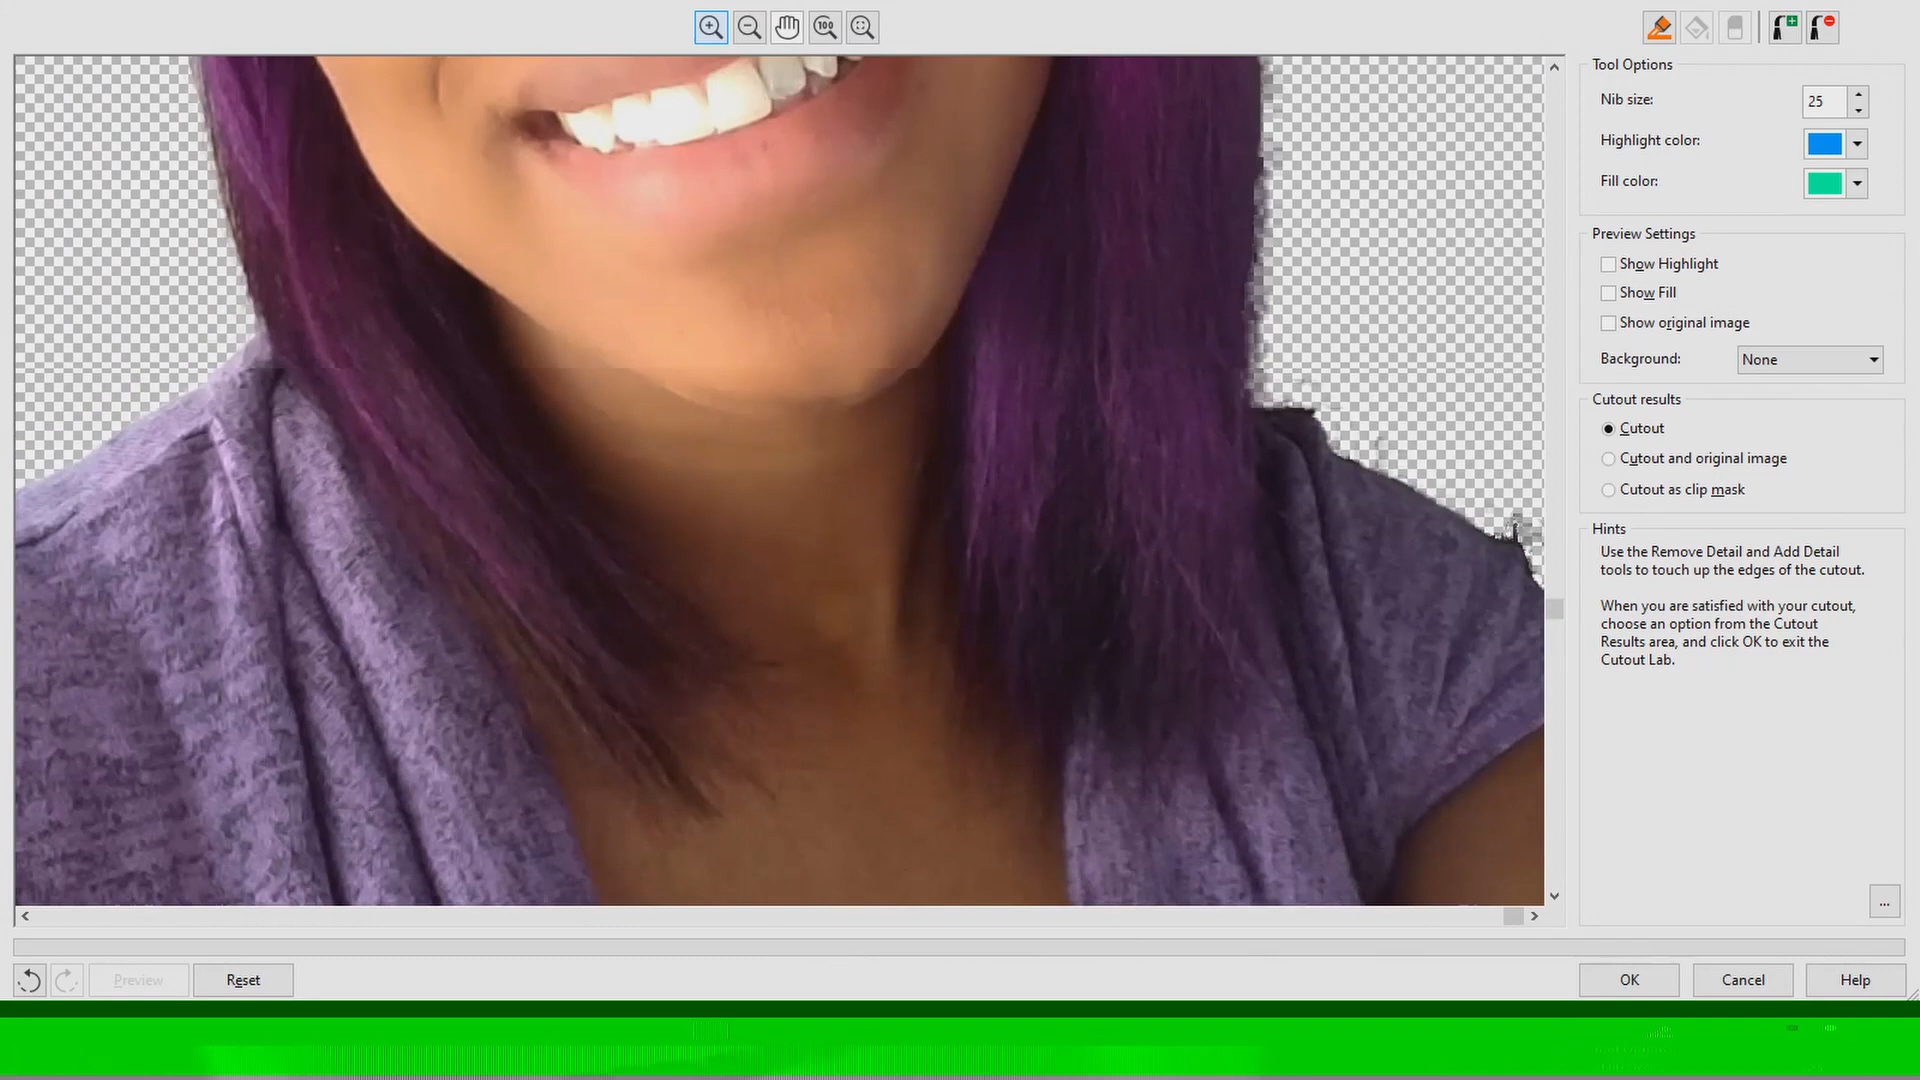 100
Tool Options
Nib size:
25
Highlight color:
Fill color:
Preview Settings
Show Highlight
Show Fill
Show original image
Background:
None
Cutout results
Cutout
Cutout and original image
Cutout as clip mask
Hints
Use the Remove Detail and Add Detail
tools to touch up the edges of the cutout.
When you are satisfied with your cutout,
choose an option from the Cutout
Results area, and click OK to exit the
Cutout Lab.
...
Preview
Reset
OK
Cancel
Help